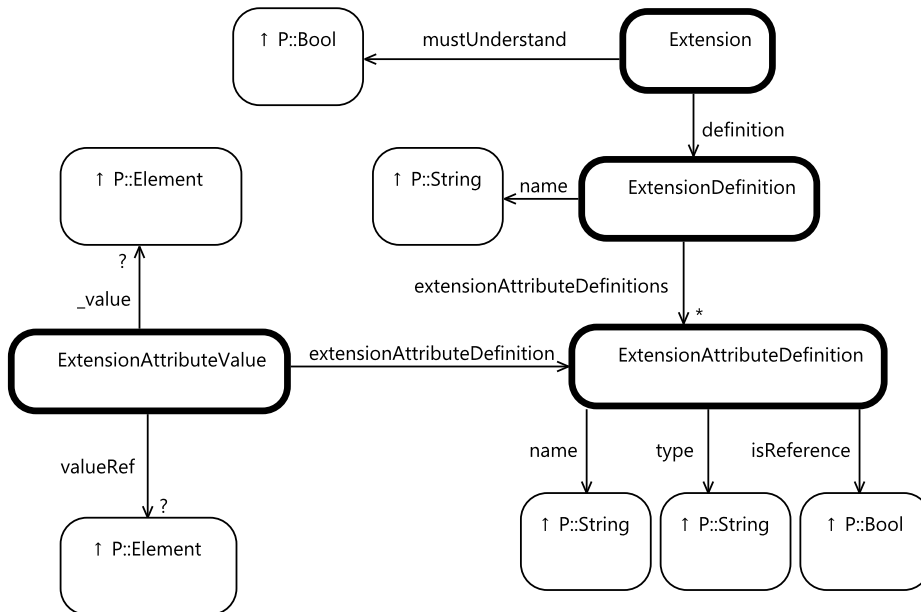 ↑ P::Bool
mustUnderstand
Extension
definition
↑ P::Element
↑ P::String
name
ExtensionDefinition
?
_value
extensionAttributeDefinitions
*
ExtensionAttributeValue
extensionAttributeDefinition
ExtensionAttributeDefinition
valueRef
?
name
type
isReference
↑ P::Element
↑ P::String
↑ P::String
↑ P::Bool